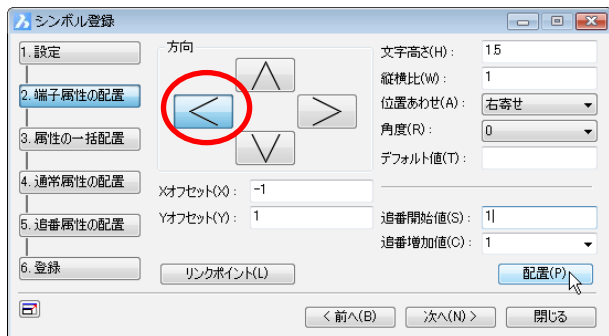 シンボル登録
1. 設定
2. 端子属性の配置
3. 属性の一括配置
4. 通常属性の配置
5. 追番属性の配置
6. 登録
方向
Xオフセット(X): -1
Yオフセット(Y): 1
リンクポイント(L)
文字高さ(H): 1.5
縦横比(W): 1
位置あわせ(A): 右寄せ
角度(R): 0
デフォルト値(T):
追番開始値(S): 1
追番増加値(C): 1
配置(P)
< 前へ(B)
次へ(N) >
閉じる